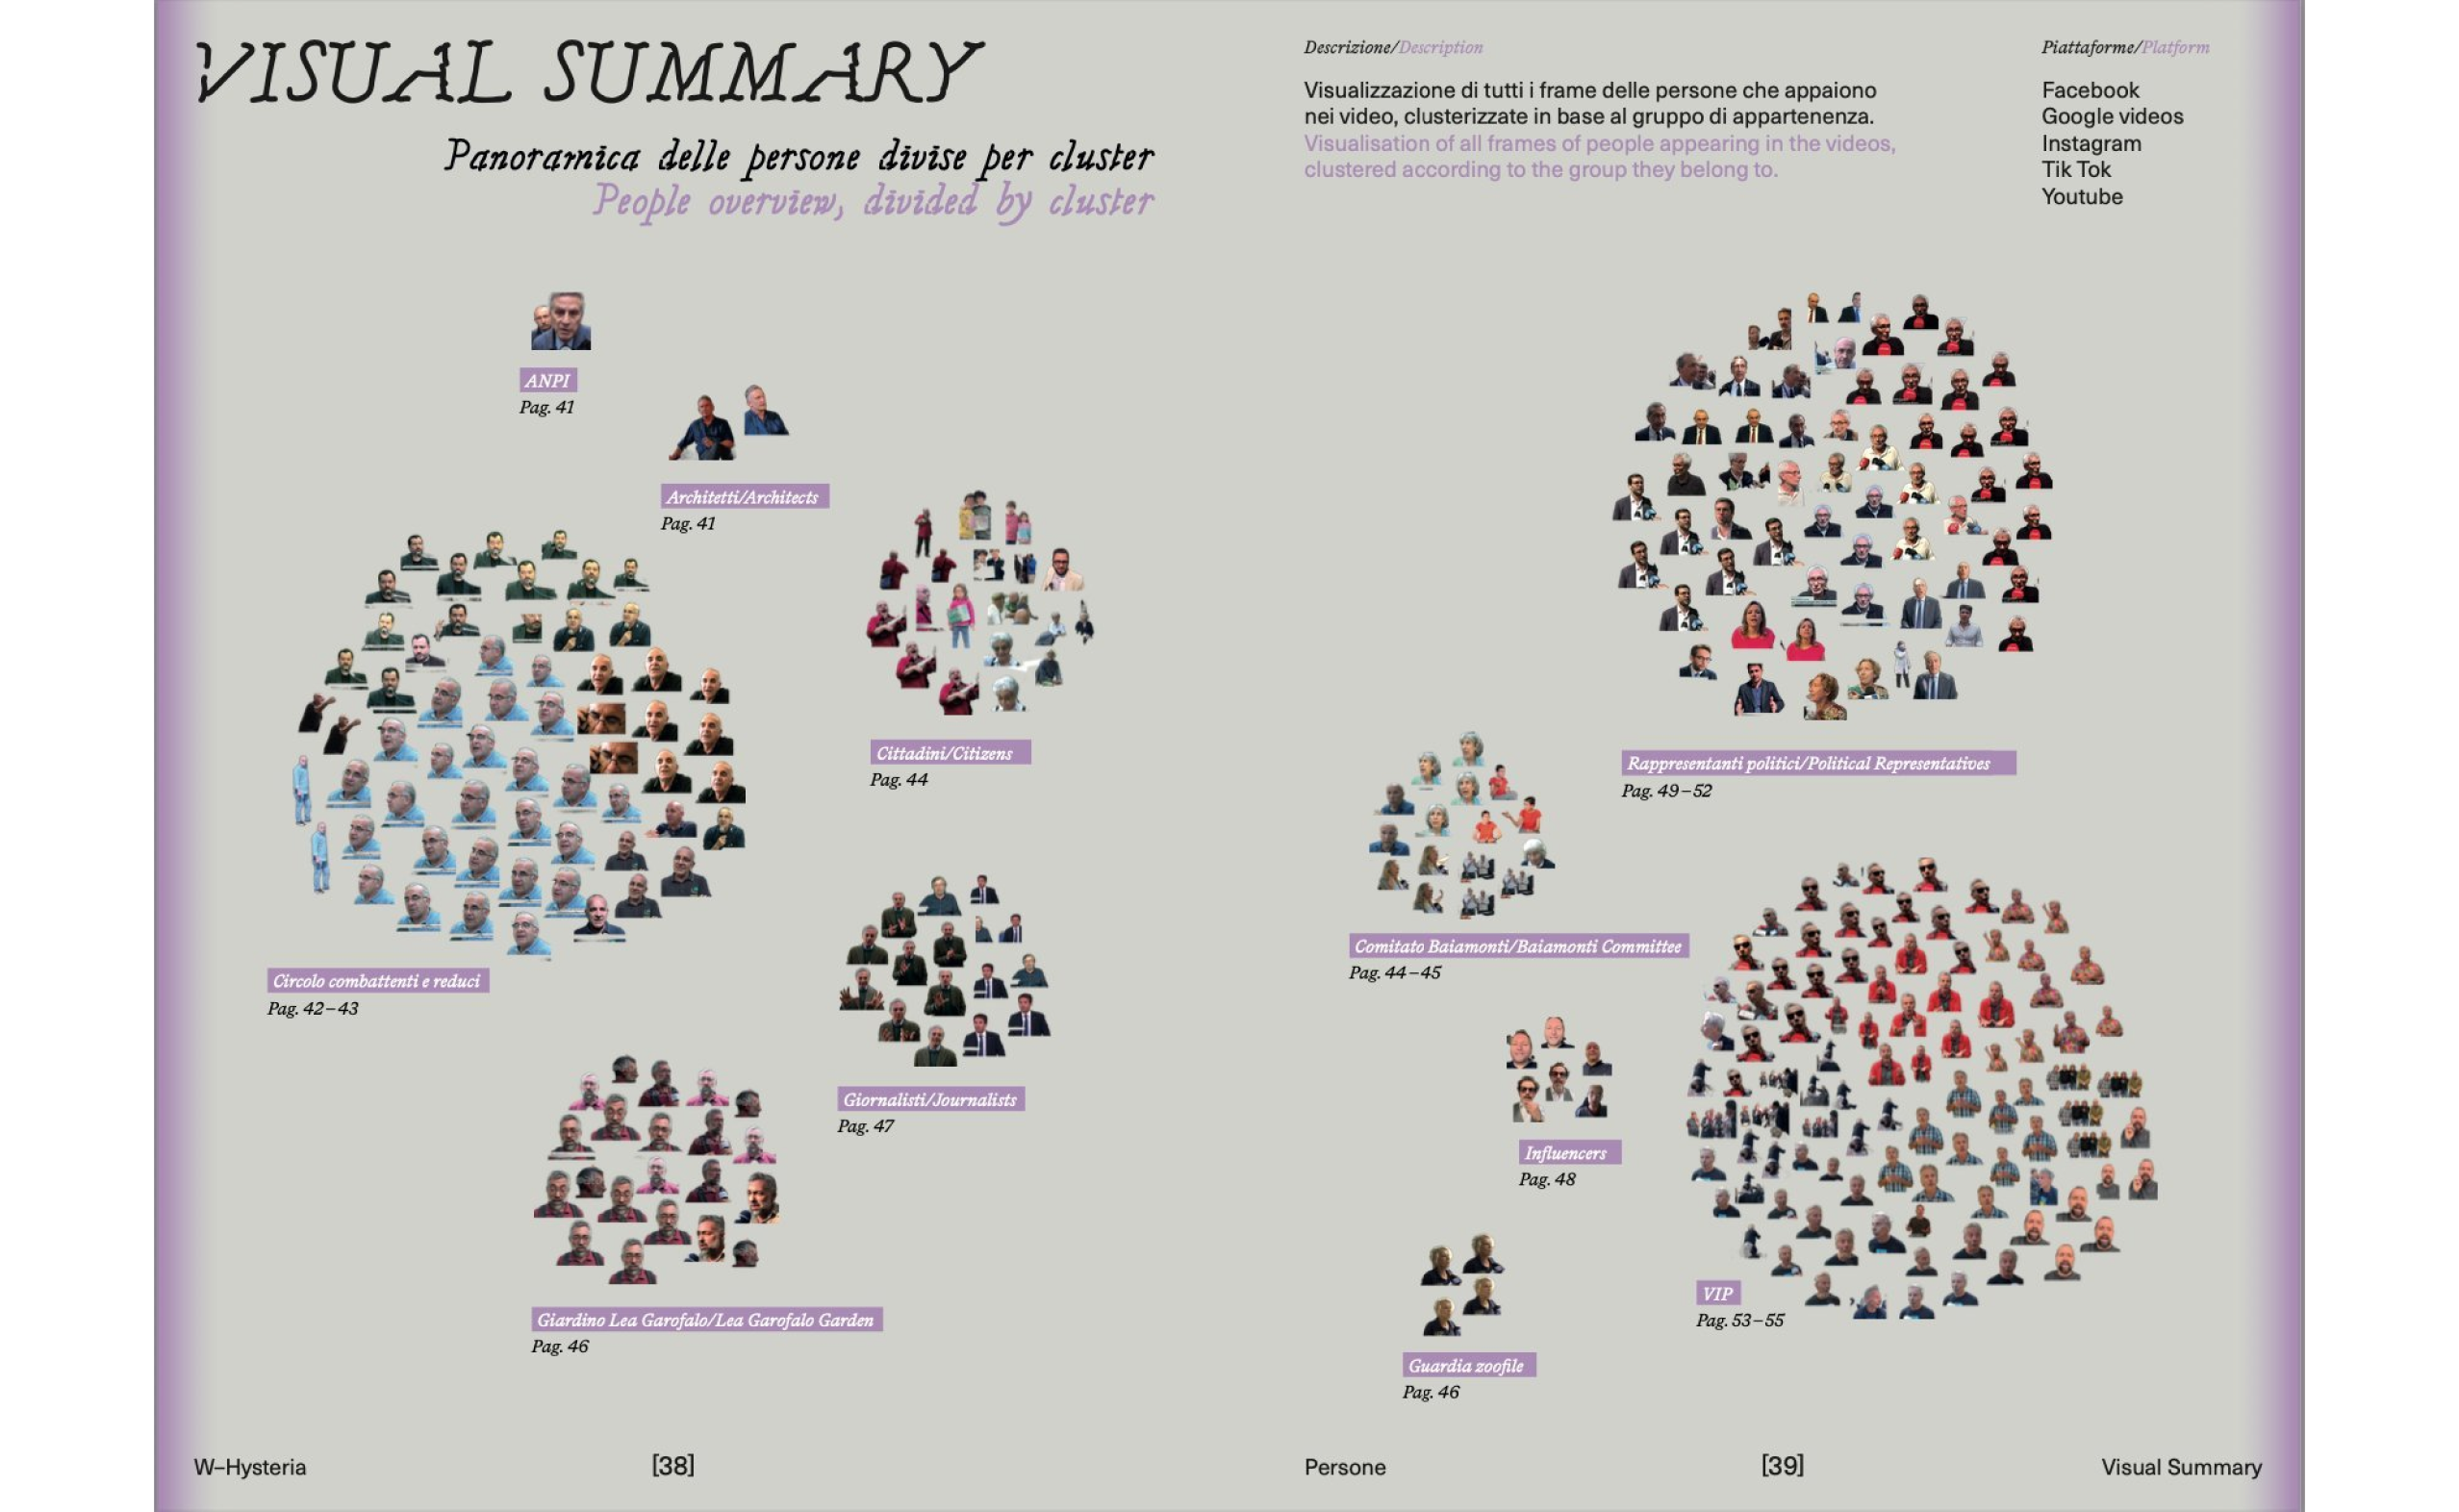 VISUAL SUMMARY
Panoramica delle persone divise per cluster
People overview, divided by cluster
Descrizione/Description
Visualizzazione di tutti i frame delle persone che appaiono
nei video, clusterizzate in base al gruppo di appartenenza.
Visualisation of all frames of people appearing in the videos,
clustered according to the group they belong to.
Piattaforme/Platform
Facebook
Google videos
Instagram
Tik Tok
Youtube
ANPI
Pag. 41
Architetti/Architects
Pag. 41
Cittadini/Citizens
Pag. 44
Circolo combattenti e reduci
Pag. 42–43
Giornalisti/Journalists
Pag. 47
Giardino Lea Garofalo/Lea Garofalo Garden
Pag. 46
Rappresentanti politici/Political Representatives
Pag. 49–52
Comitato Baiamonti/Baiamonti Committee
Pag. 44–45
Influencers
Pag. 48
VIP
Pag. 53–55
Guardia zoofile
Pag. 46
W–Hysteria
[38]
Persone
[39]
Visual Summary